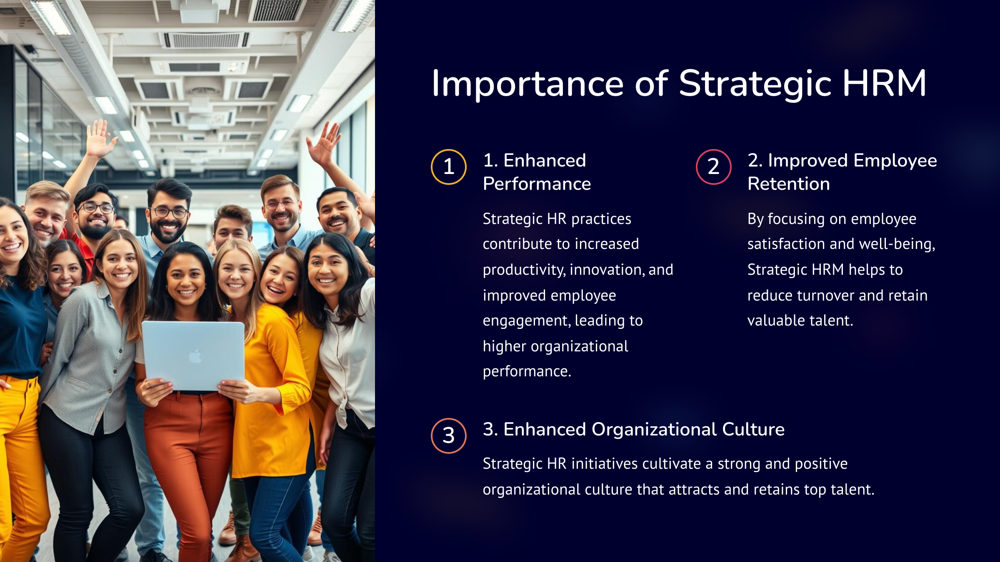 Importance of Strategic HRM
1
1. Enhanced
Performance
Strategic HR practices
contribute to increased
productivity, innovation, and
improved employee
engagement, leading to
higher organizational
performance.
2
2. Improved Employee
Retention
By focusing on employee
satisfaction and well-being,
Strategic HRM helps to
reduce turnover and retain
valuable talent.
3
3. Enhanced Organizational Culture
Strategic HR initiatives cultivate a strong and positive
organizational culture that attracts and retains top talent.